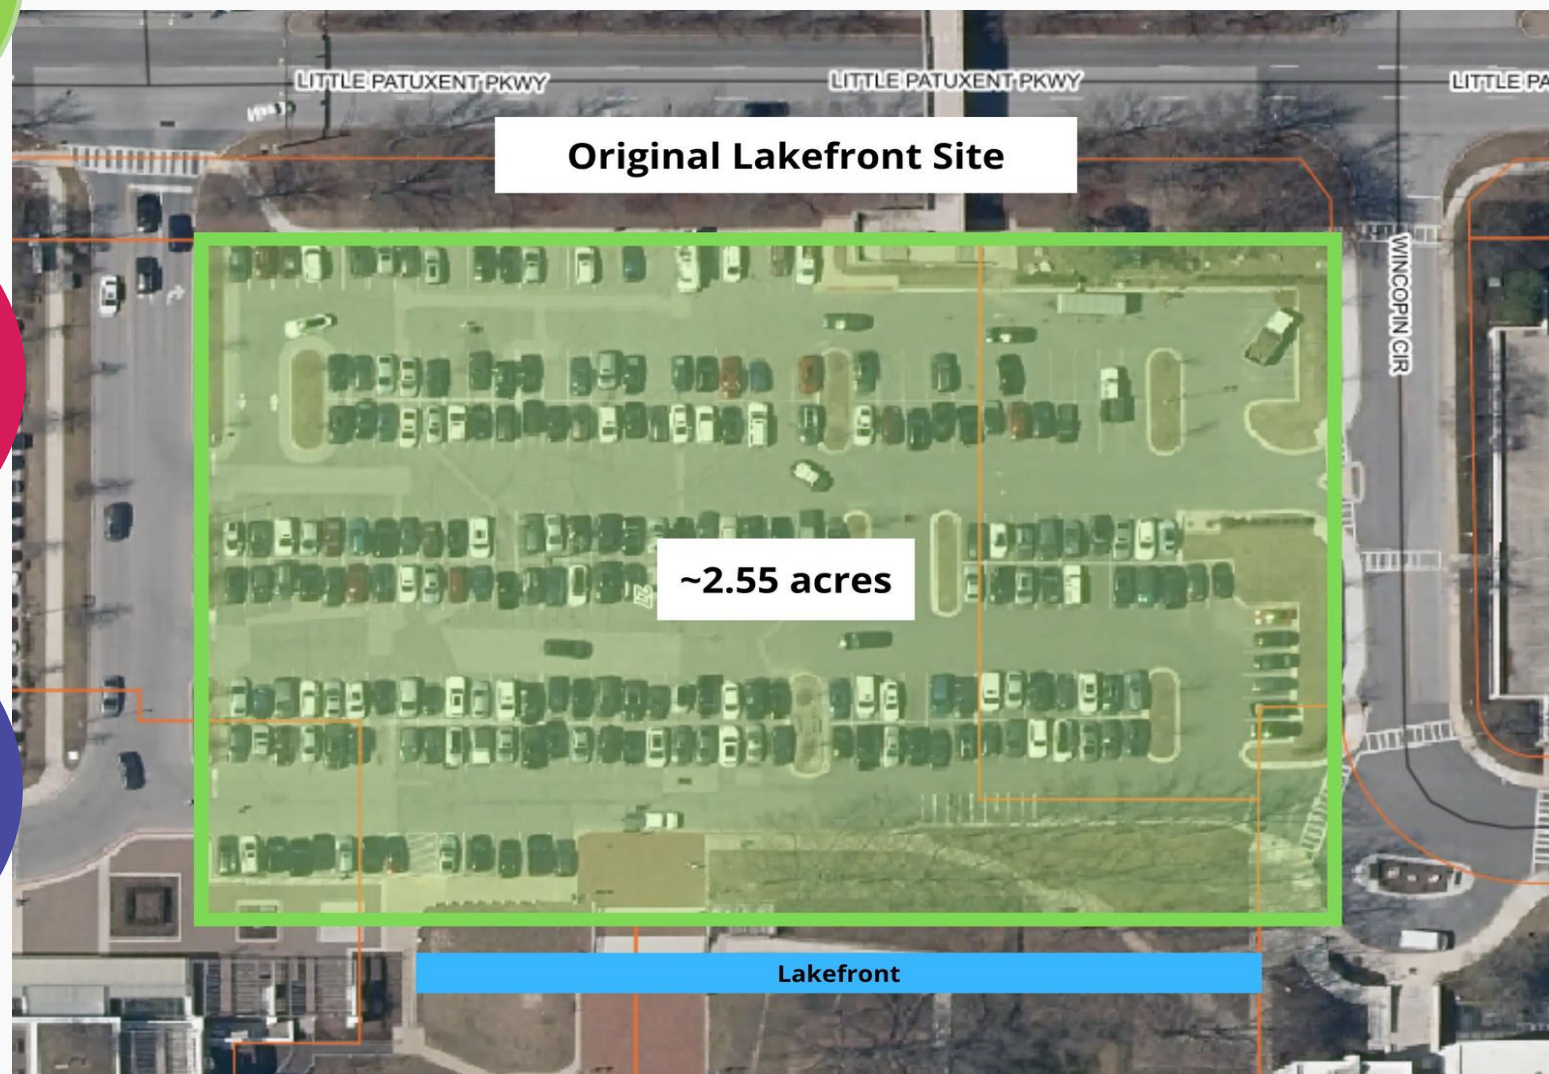 LITTLE PATUXENT PKWY
LITTLE PATUXENT PKWY
LITTLE PA
Original Lakefront Site
WINCOPIN CIR
~2.55 acres
Lakefront